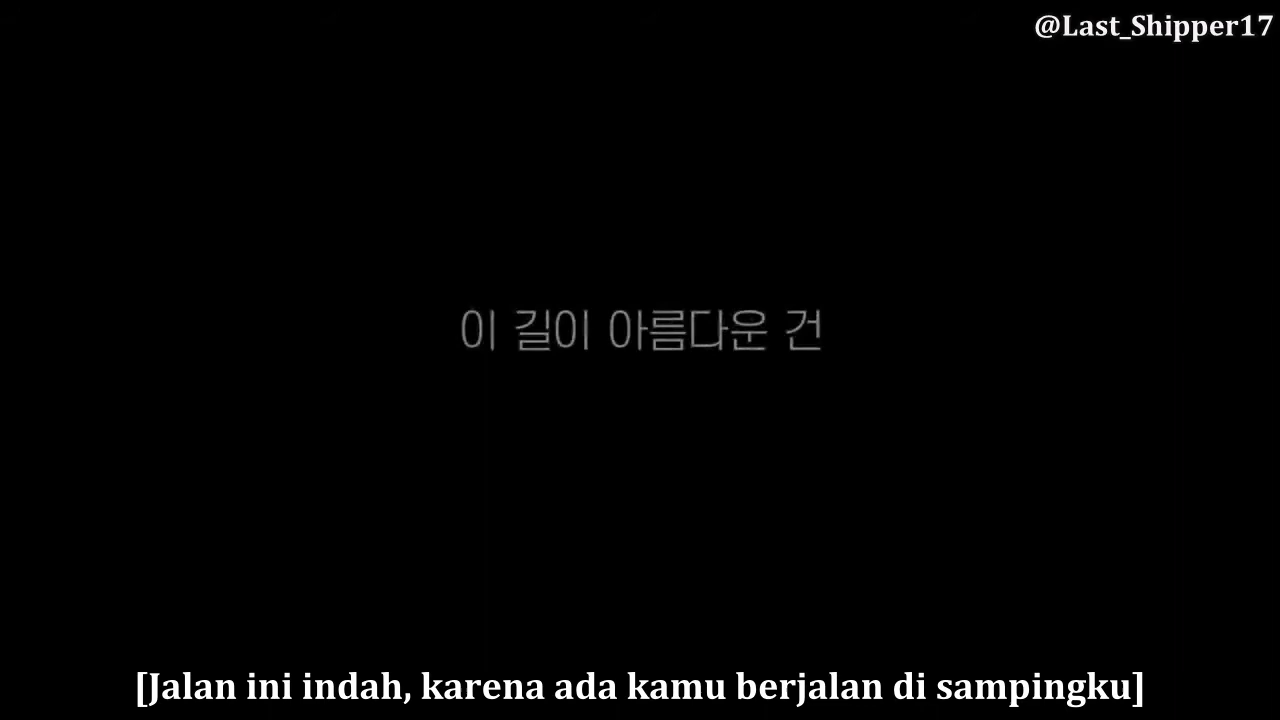 @Last_Shipper17
이 길이 아름다운 건
[Jalan ini indah, karena ada kamu berjalan di sampingku]